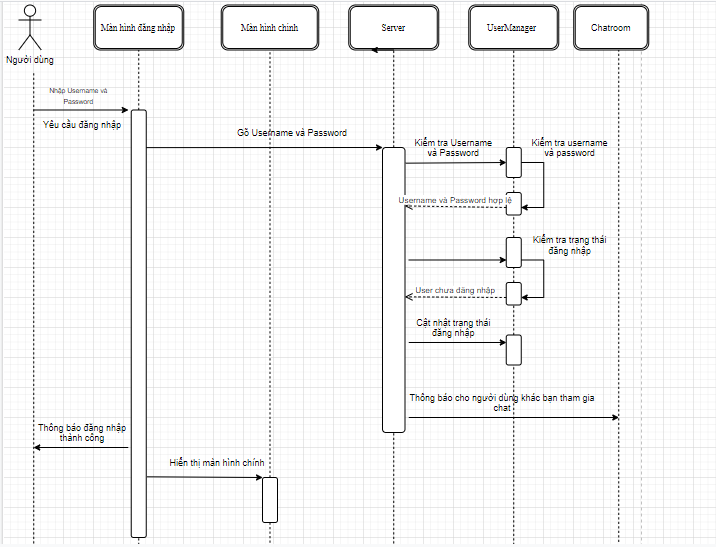 Màn hình đăng nhập
Màn hình chính
Server
UserManager
Chatroom
Người dùng
Nhập Username và
Password
Yêu cầu đăng nhập
Gõ Username và Password
Kiểm tra Username
và Password
Kiểm tra username
và password
Username và Password hợp lệ
Kiểm tra trạng thái
đăng nhập
User chưa đăng nhập
Cật nhật trạng thái
đăng nhập
Thông báo cho người dùng khác bạn tham gia
chat
Thông báo đăng nhập
thành công
Hiển thị màn hình chính